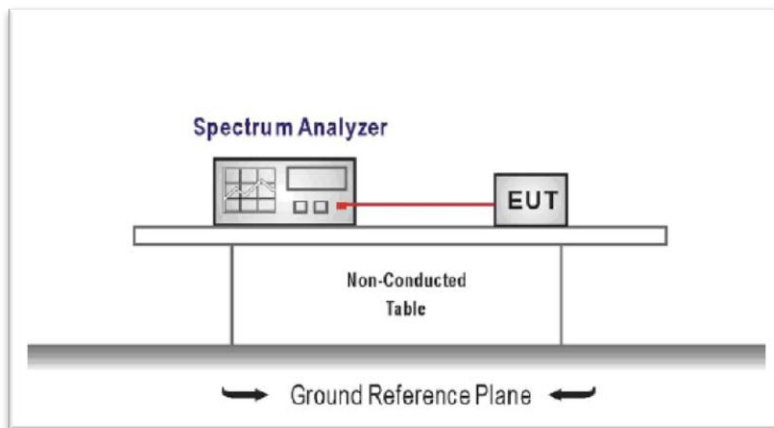 Spectrum Analyzer
EUT
Non-Conducted
Table
Ground Reference Plane